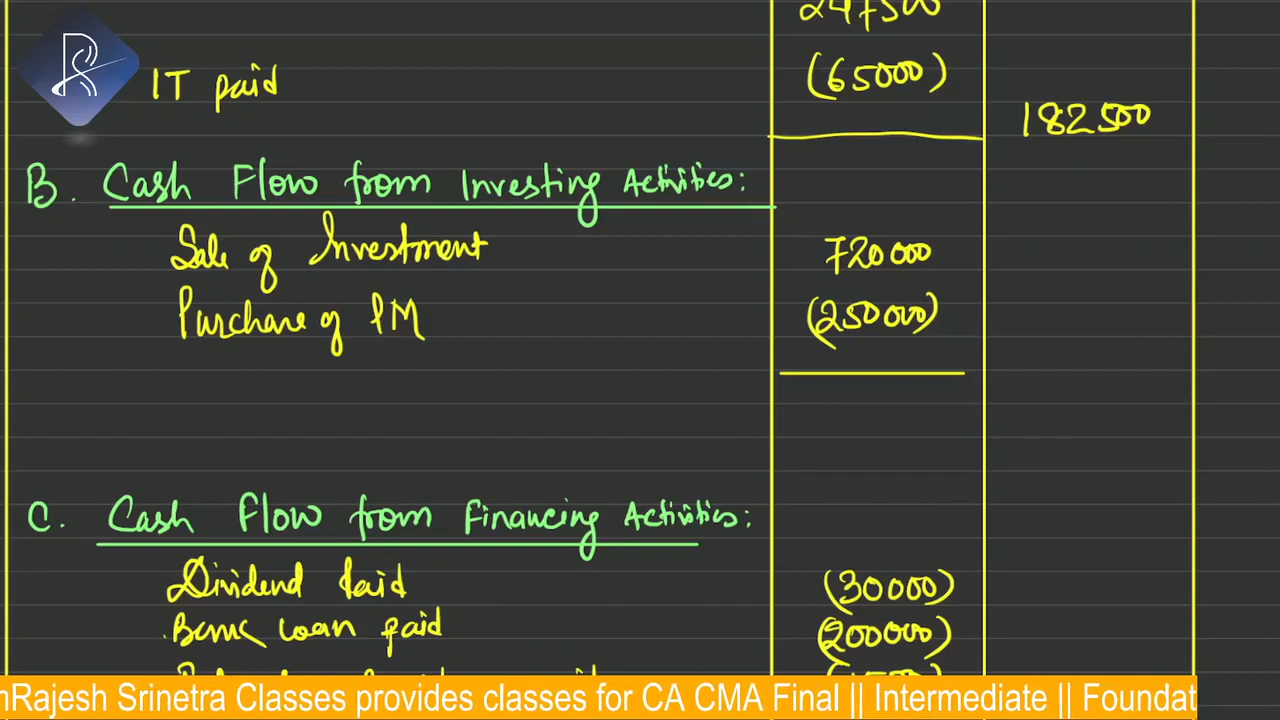 247500
IT paid (65000)
182500
B. Cash Flow from Investing Activities:
Sale of Investment 720000
Purchase of PM (250000)
C. Cash Flow from Financing Activities:
Dividend Paid (30000)
Bank loan paid (200000)
nRajesh Srinetra Classes provides classes for CA CMA Final || Intermediate || Foundat